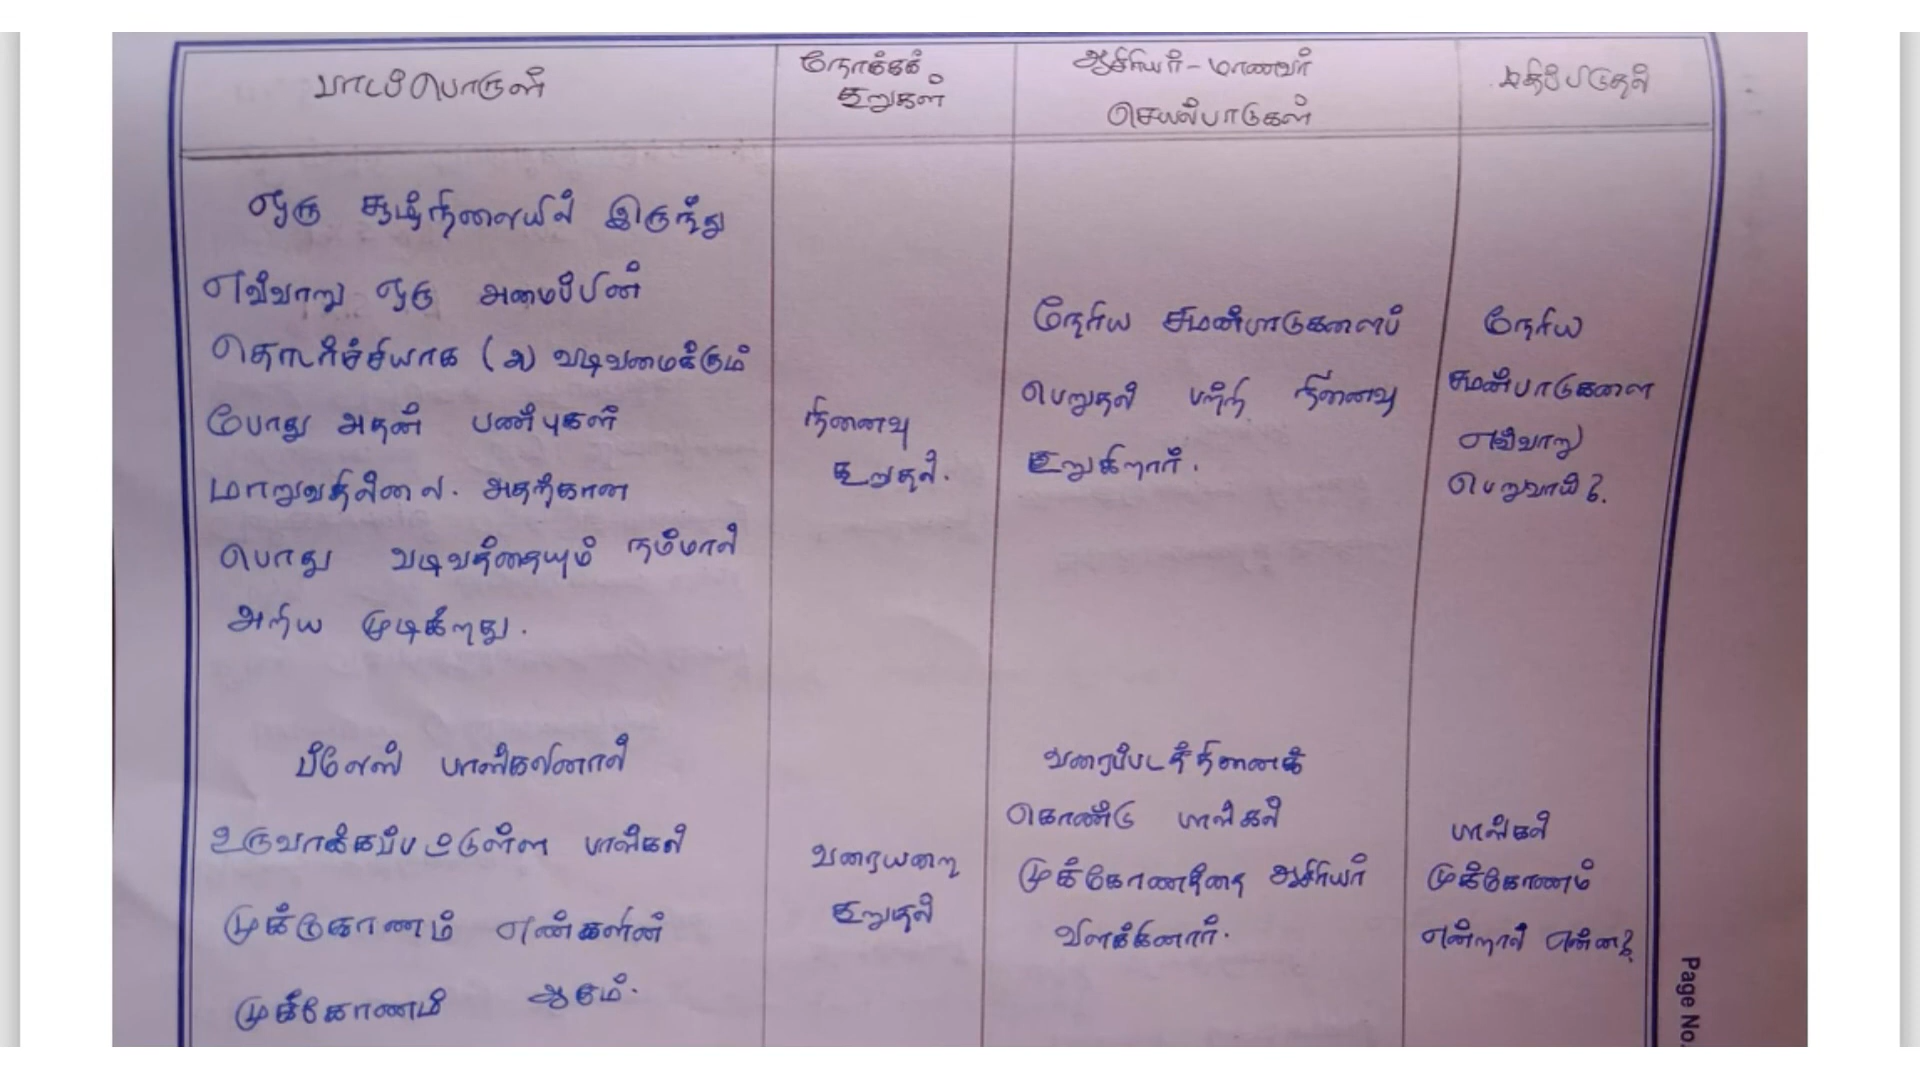 பாடப்பொருள்
நோக்கக்
கூறுகள்
ஆசிரியர் - மாணவர்
செயல்பாடுகள்
மதிப்பிடுதல்
ஒரு சூழ்நிலையில் இருந்து
எவ்வாறு ஒரு அமைப்பின்
தொடர்ச்சியாக (அ) வடிவமைக்கும்
போது அதன் பண்புகள்
மாறுவதில்லை. அதற்கான
பொது வடிவத்தையும் நம்மால்
அறிய முடிகிறது.
நினைவு
கூறுதல்.
நேரிய சமன்பாடுகளைப்
பெறுதல் பற்றி நினைவு
கூறுகிறார்.
நேரிய
சமன்பாடுகளை
எவ்வாறு
பெறுவாய்?
பிலேஸ் பாஸ்கலினால்
உருவாக்கப்பட்டுள்ள பாஸ்கல்
முக்கோணம் எண்களின்
முக்கோணம் ஆகும்.
வரையறை
கூறுதல்
வரைப்படத்தினைக்
கொண்டு பாஸ்கல்
முக்கோணத்தை ஆசிரியர்
விளக்கினார்.
பாஸ்கல்
முக்கோணம்
என்றால் என்ன?
Page No.